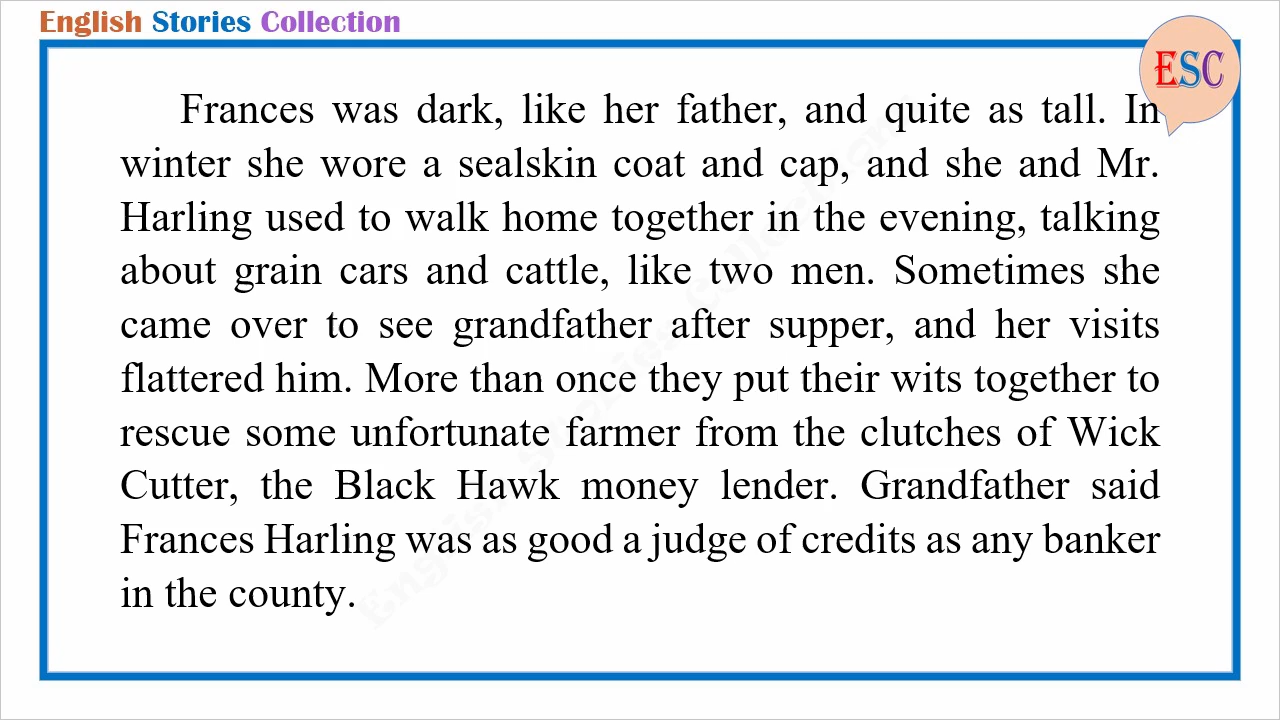 English Stories Collection
ESC
Frances was dark, like her father, and quite as tall. In
winter she wore a sealskin coat and cap, and she and Mr.
Harling used to walk home together in the evening, talking
about grain cars and cattle, like two men. Sometimes she
came over to see grandfather after supper, and her visits
flattered him. More than once they put their wits together to
rescue some unfortunate farmer from the clutches of Wick
Cutter, the Black Hawk money lender. Grandfather said
Frances Harling was as good a judge of credits as any banker
in the county.
English Stories Collection